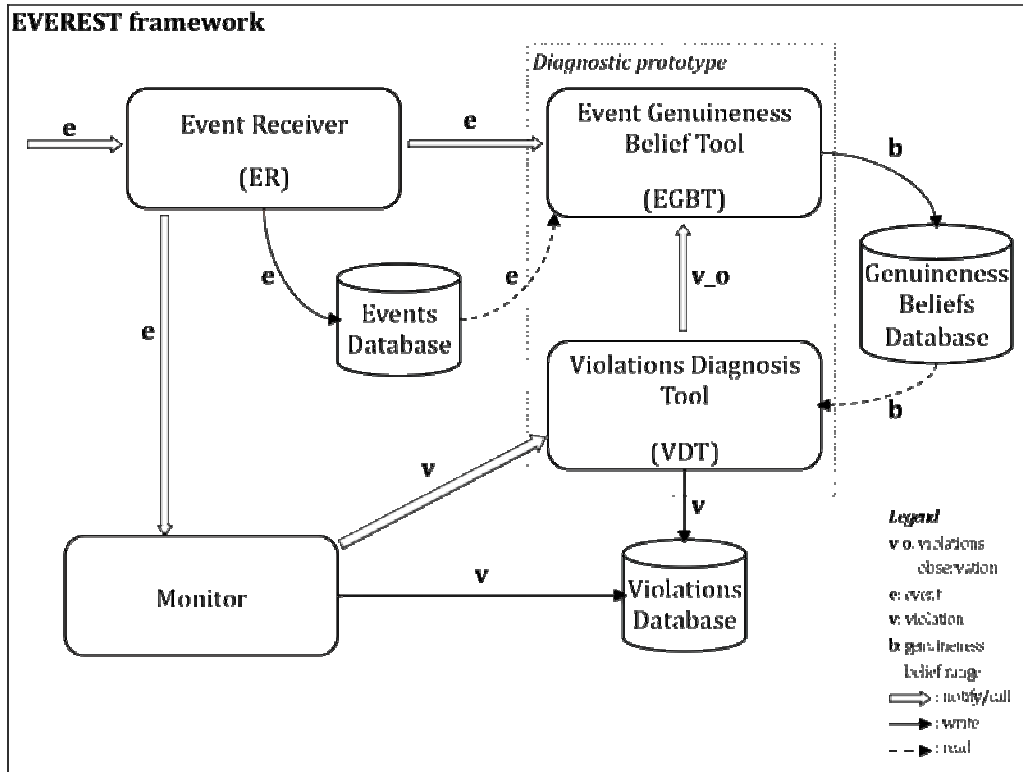 EVEREST framework
Diagnostic prototype
e
Event Receiver
(ER)
e
Event Genuineness
Belief Tool
(EGBT)
b
e
e
Events
Database
e
v_o
Genuineness
Beliefs
Database
b
Violations Diagnosis
Tool
(VDT)
v
v
Monitor
v
Violations
Database
Legend
v o: violations
observation
e: event
v: violation
b: genuineness
belief range
: notify/call
: write
: read